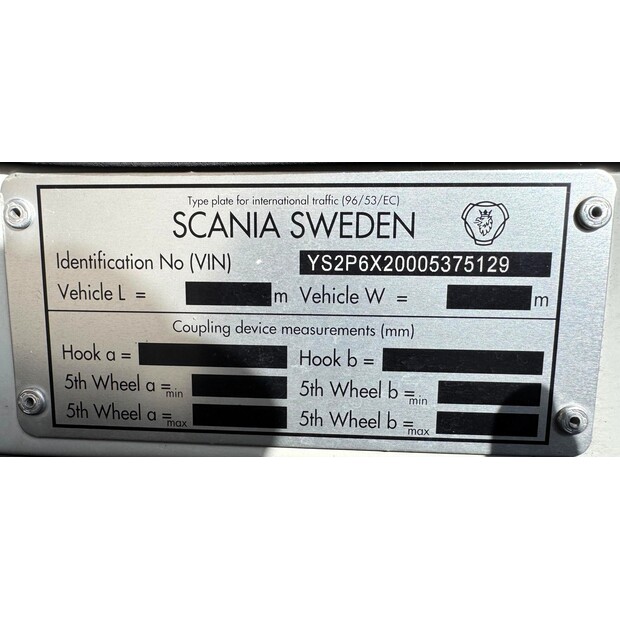 Type plate for international traffic (96/53/EC)
SCANIA SWEDEN
Identification No (VIN) YS2P6X20005375129
Vehicle L = m Vehicle W = m
Coupling device measurements (mm)
Hook a = Hook b =
5th Wheel a =min 5th Wheel b =min
5th Wheel a =max 5th Wheel b =max